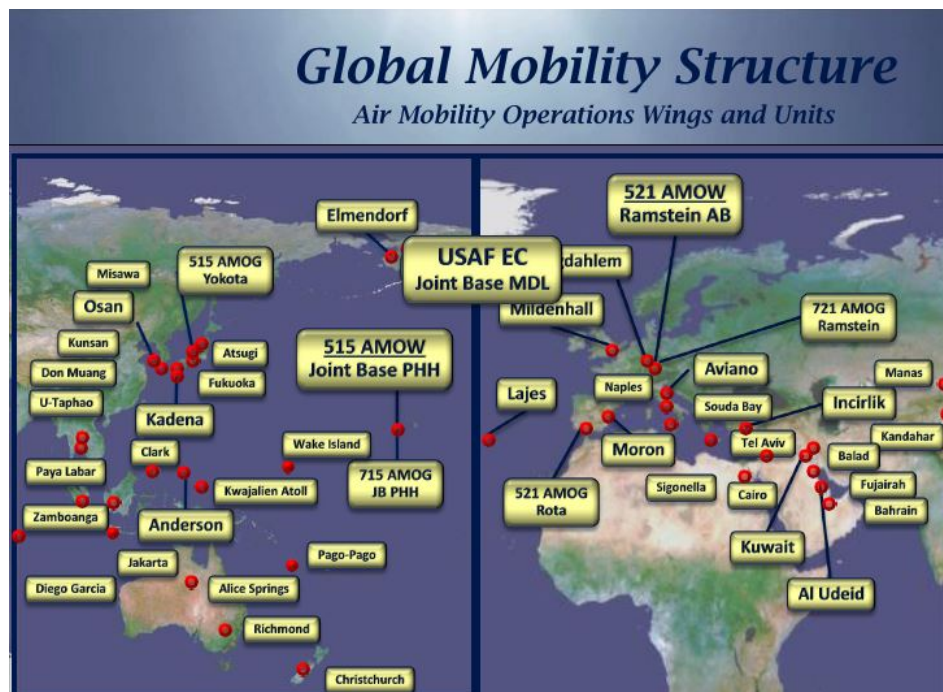 Global Mobility Structure
Air Mobility Operations Wings and Units
Elmendorf
USAF EC
Joint Base MDL
Misawa
515 AMOG
Yokota
Osan
Kunsan
Don Muang
U-Taphao
Atsugi
Fukuoka
Kadena
515 AMOW
Joint Base PHH
Clark
Wake Island
Paya Labar
Kwajalien Atoll
715 AMOG
JB PHH
Zamboanga
Anderson
Jakarta
Pago-Pago
Diego Garcia
Alice Springs
Richmond
Christchurch
521 AMOW
Ramstein AB
gdahlem
Mildenhall
721 AMOG
Ramstein
Lajes
Naples
Aviano
Manas
Souda Bay
Incirlik
Moron
Tel Aviv
Kandahar
Balad
Sigonella
Cairo
Fujairah
521 AMOG
Rota
Bahrain
Kuwait
Al Udeid